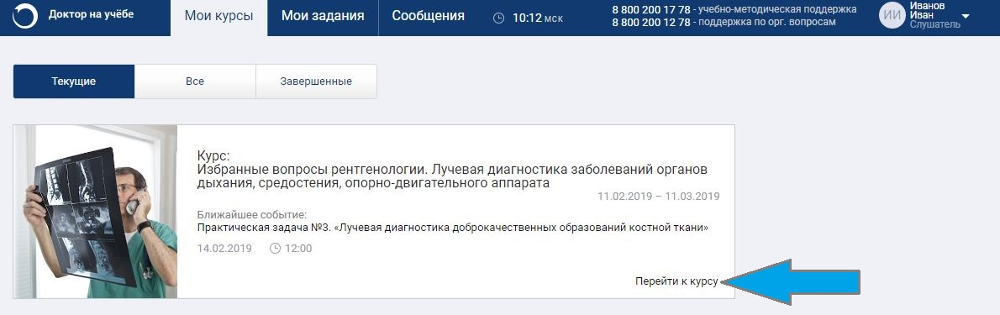 Доктор на учёбе
Мои курсы
Мои задания
Сообщения
10:12 мск
8 800 200 17 78 - учебно-методическая поддержка
8 800 200 12 78 - поддержка по орг. вопросам
ИИ
Иванов
Иван
Слушатель
Текущие
Все
Завершенные
Курс:
Избранные вопросы рентгенологии. Лучевая диагностика заболеваний органов
дыхания, средостения, опорно-двигательного аппарата
11.02.2019 – 11.03.2019
Ближайшее событие:
Практическая задача №3. «Лучевая диагностика доброкачественных образований костной ткани»
14.02.2019
12:00
Перейти к курсу